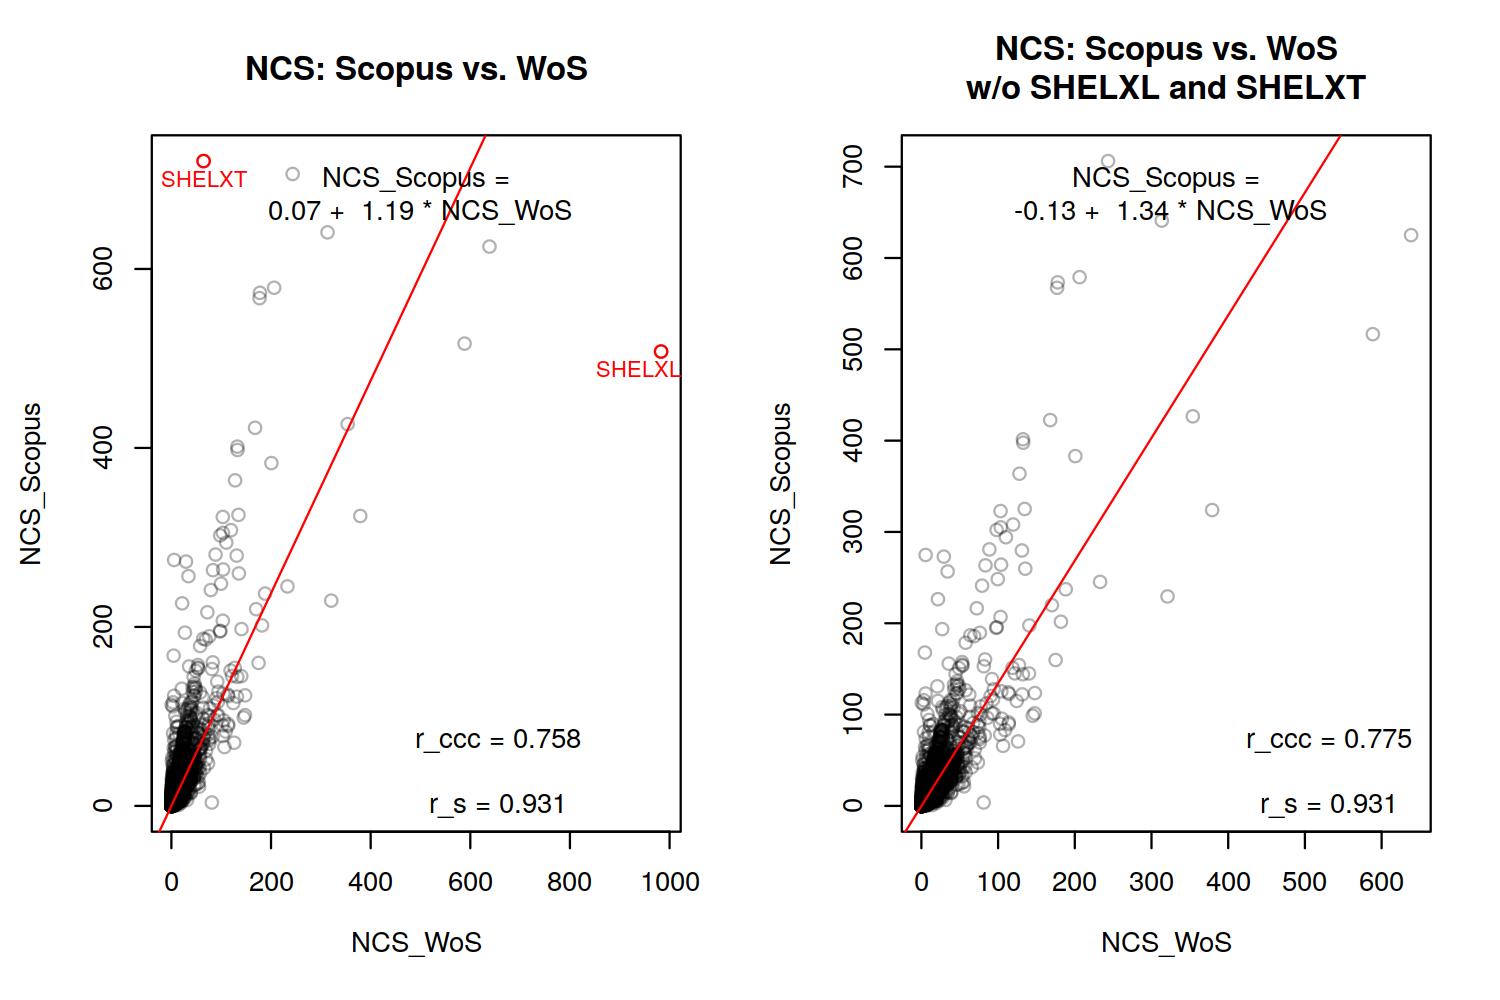 NCS: Scopus vs. WoS
SHELXT
NCS_Scopus =
0.07 + 1.19 * NCS_WoS
SHELXL
r_ccc = 0.758
r_s = 0.931
NCS_Scopus
0
200
400
600
0 200 400 600 800 1000
NCS_WoS
NCS: Scopus vs. WoS
w/o SHELXL and SHELXT
NCS_Scopus =
-0.13 + 1.34 * NCS_WoS
r_ccc = 0.775
r_s = 0.931
NCS_Scopus
0
100
200
300
400
500
600
700
0 100 200 300 400 500 600
NCS_WoS